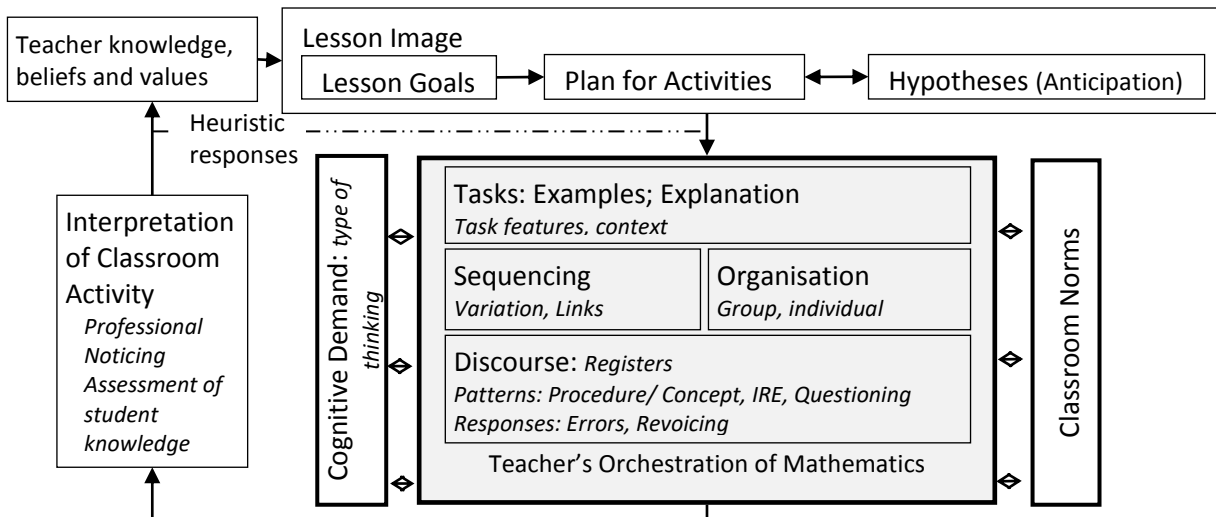 Teacher knowledge,
beliefs and values
Lesson Image
Lesson Goals
Plan for Activities
Hypotheses (Anticipation)
Heuristic
responses
Interpretation
of Classroom
Activity
Professional
Noticing
Assessment of
student
knowledge
Cognitive Demand: type of
thinking
Tasks: Examples; Explanation
Task features, context
Sequencing
Variation, Links
Organisation
Group, individual
Discourse: Registers
Patterns: Procedure/ Concept, IRE, Questioning
Responses: Errors, Revoicing
Teacher’s Orchestration of Mathematics
Classroom Norms